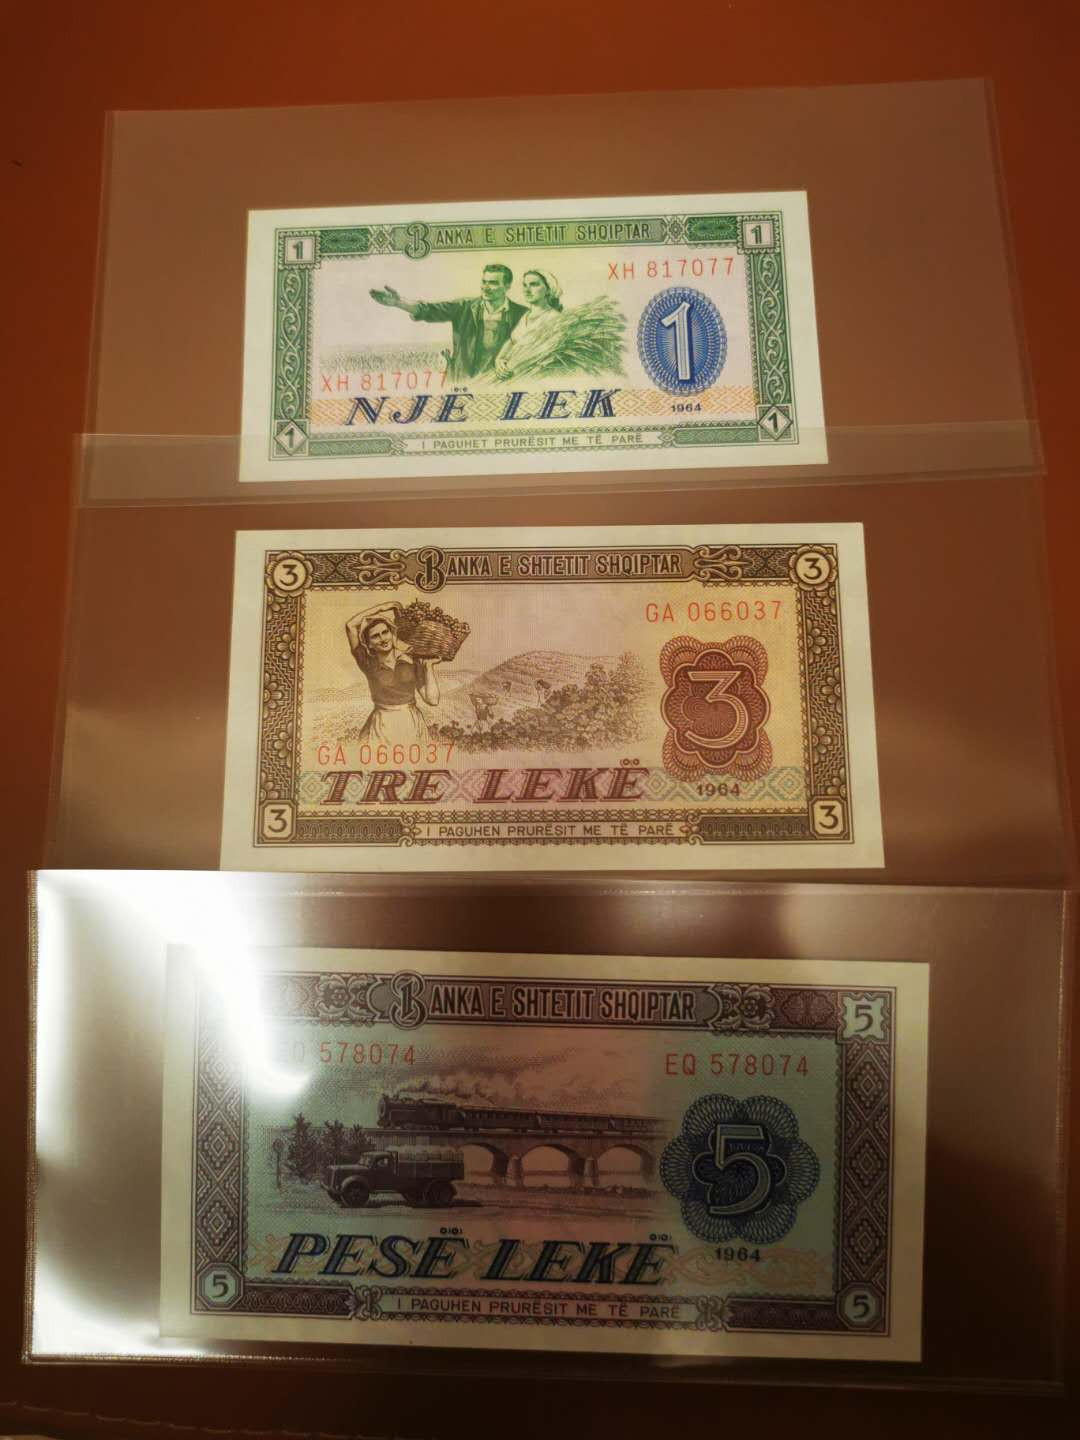 1 BANKA E SHTETIT SHQIPTAR 1
XH 817077
1
XH 817077
NJË LEK 1964
1 I PAGUHET PRURËSIT ME TË PARË 1
3 BANKA E SHTETIT SHQIPTAR 3
GA 066037
3
GA 066037
TRE LEKË 1964
3 I PAGUHEN PRURËSIT ME TË PARË 3
BANKA E SHTETIT SHQIPTAR 5
578074 EQ 578074
5
PESË LEKË 1964
5 I PAGUHEN PRURËSIT ME TË PARË 5